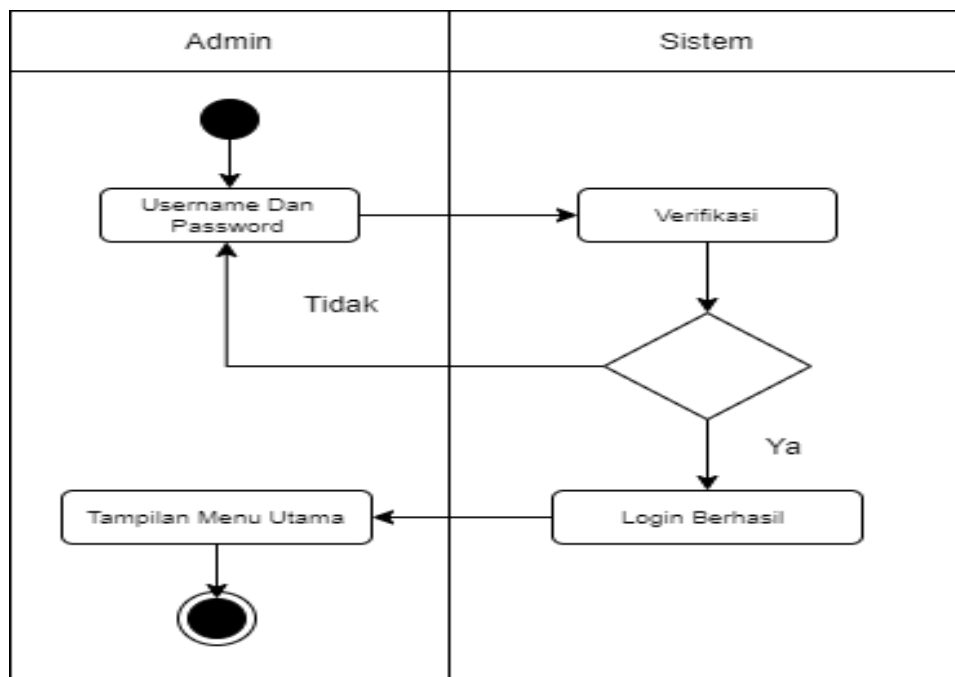 Admin
Sistem
Username Dan
Password
Verifikasi
Tidak
Ya
Tampilan Menu Utama
Login Berhasil